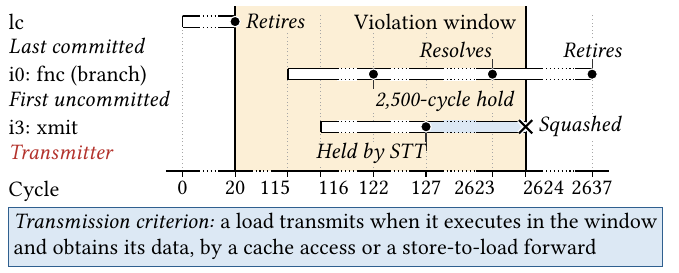 lc
Retires
Violation window
Last committed
Resolves
Retires
i0: fnc (branch)
First uncommitted
2,500-cycle hold
i3: xmit
Squashed
Transmitter
Held by STT
Cycle
0 20 115 116 122 127 2623 2624 2637
Transmission criterion: a load transmits when it executes in the window
and obtains its data, by a cache access or a store-to-load forward